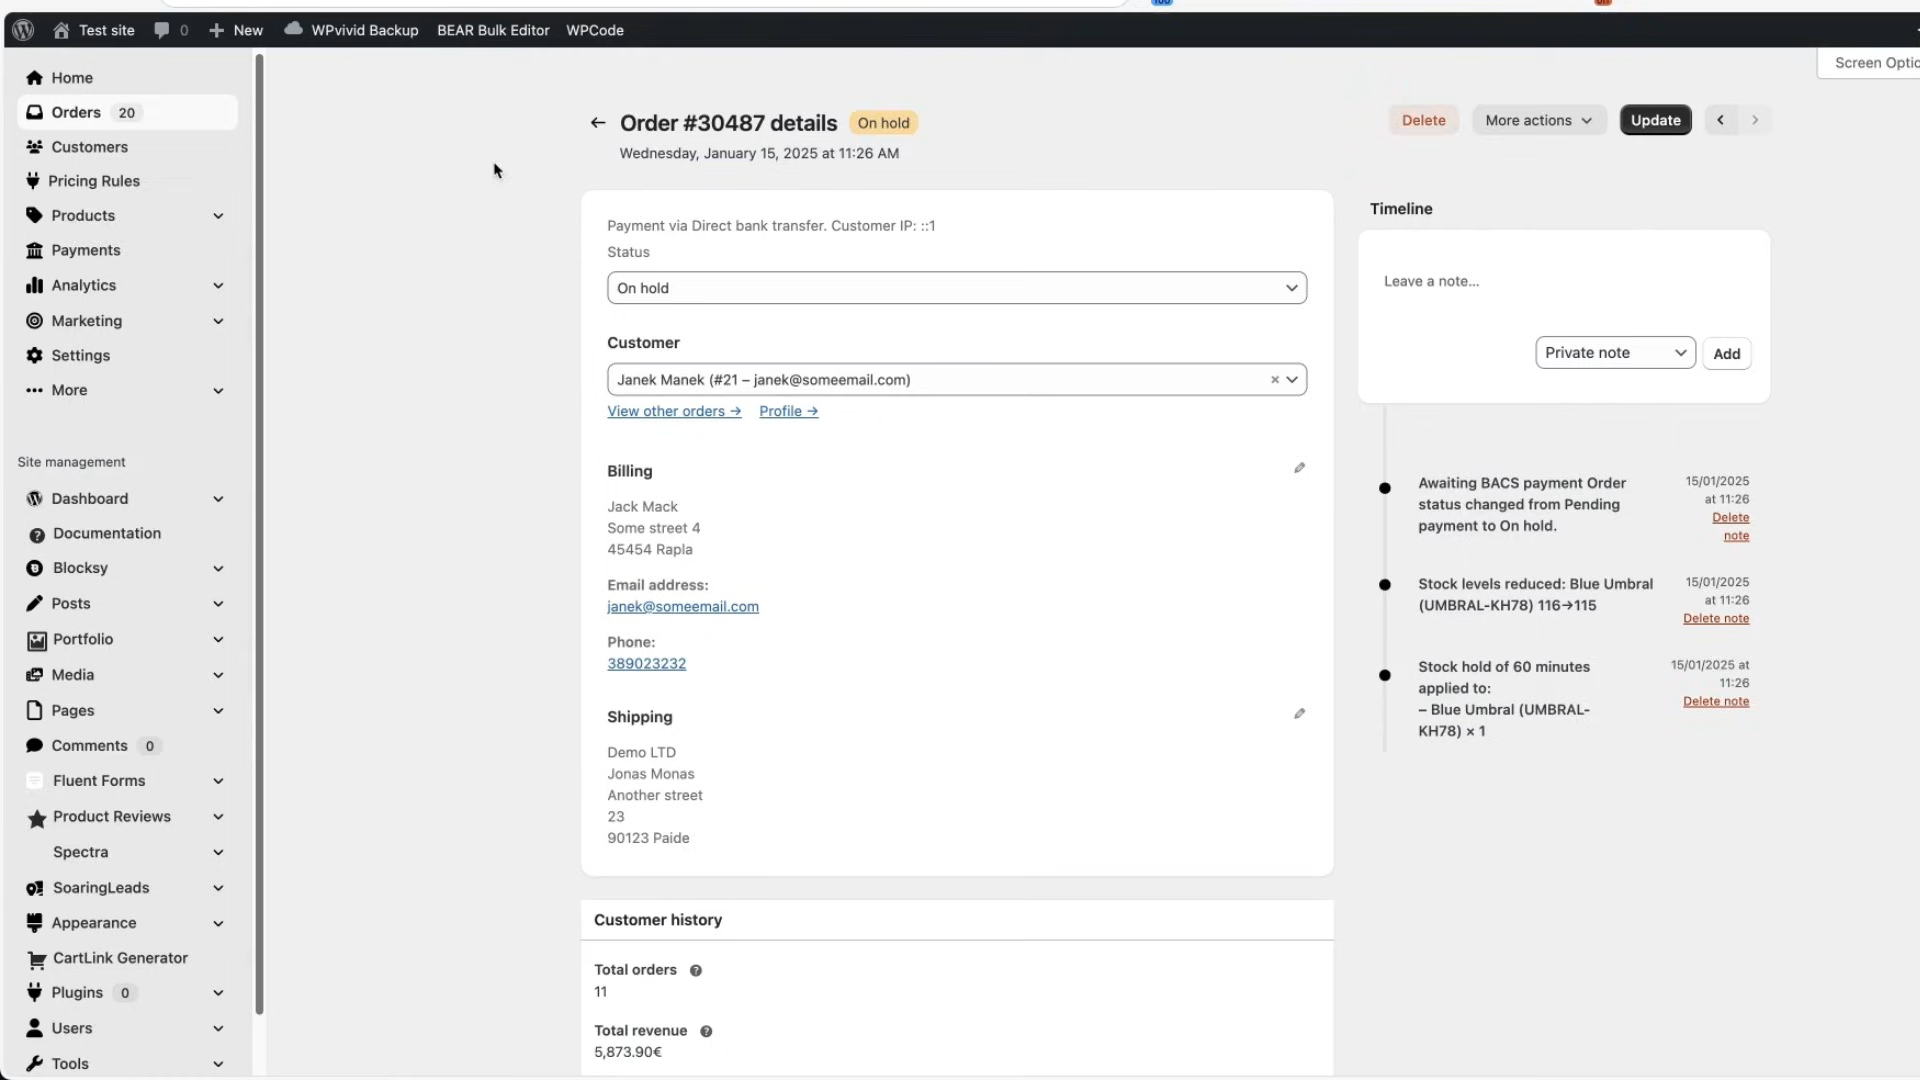 Test site
0
New
WPvivid Backup
BEAR Bulk Editor
WPCode
Screen Optio
Home
Orders 20
Customers
Pricing Rules
Products
Payments
Analytics
Marketing
Settings
More
Site management
Dashboard
Documentation
Blocksy
Posts
Portfolio
Media
Pages
Comments 0
Fluent Forms
Product Reviews
Spectra
SoaringLeads
Appearance
CartLink Generator
Plugins 0
Users
Tools
Order #30487 details On hold
Wednesday, January 15, 2025 at 11:26 AM
Delete
More actions
Update
Payment via Direct bank transfer. Customer IP: ::1
Status
On hold
Customer
Janek Manek (#21 – janek@someemail.com) ×
View other orders → Profile →
Billing
Jack Mack
Some street 4
45454 Rapla
Email address:
janek@someemail.com
Phone:
389023232
Shipping
Demo LTD
Jonas Monas
Another street
23
90123 Paide
Customer history
Total orders ?
11
Total revenue ?
5,873.90€
Timeline
Leave a note...
Private note
Add
Awaiting BACS payment Order
status changed from Pending
payment to On hold.
15/01/2025
at 11:26
Delete
note
Stock levels reduced: Blue Umbral
(UMBRAL-KH78) 116→115
15/01/2025
at 11:26
Delete note
Stock hold of 60 minutes
applied to:
– Blue Umbral (UMBRAL-
KH78) × 1
15/01/2025 at
11:26
Delete note